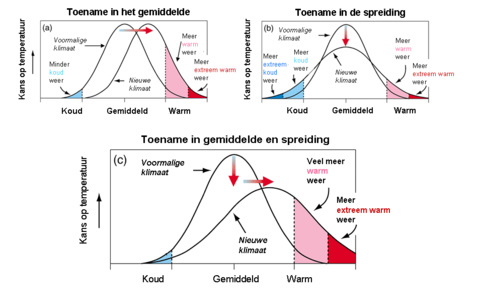 Toename in het gemiddelde
(a)
Kans op temperatuur
Voormalige
klimaat
Minder
koud
weer
Nieuwe
klimaat
Meer
warm
weer
Meer
extreem warm
weer
Koud
Gemiddeld
Warm
Toename in de spreiding
(b)
Kans op temperatuur
Voormalige
klimaat
Meer
extreem
koud
weer
Meer
koud
weer
Nieuwe
klimaat
Meer
warm
weer
Meer
extreem warm
weer
Koud
Gemiddeld
Warm
Toename in gemiddelde en spreiding
(c)
Kans op temperatuur
Voormalige
klimaat
Nieuwe
klimaat
Veel meer
warm
weer
Meer
extreem warm
weer
Koud
Gemiddeld
Warm